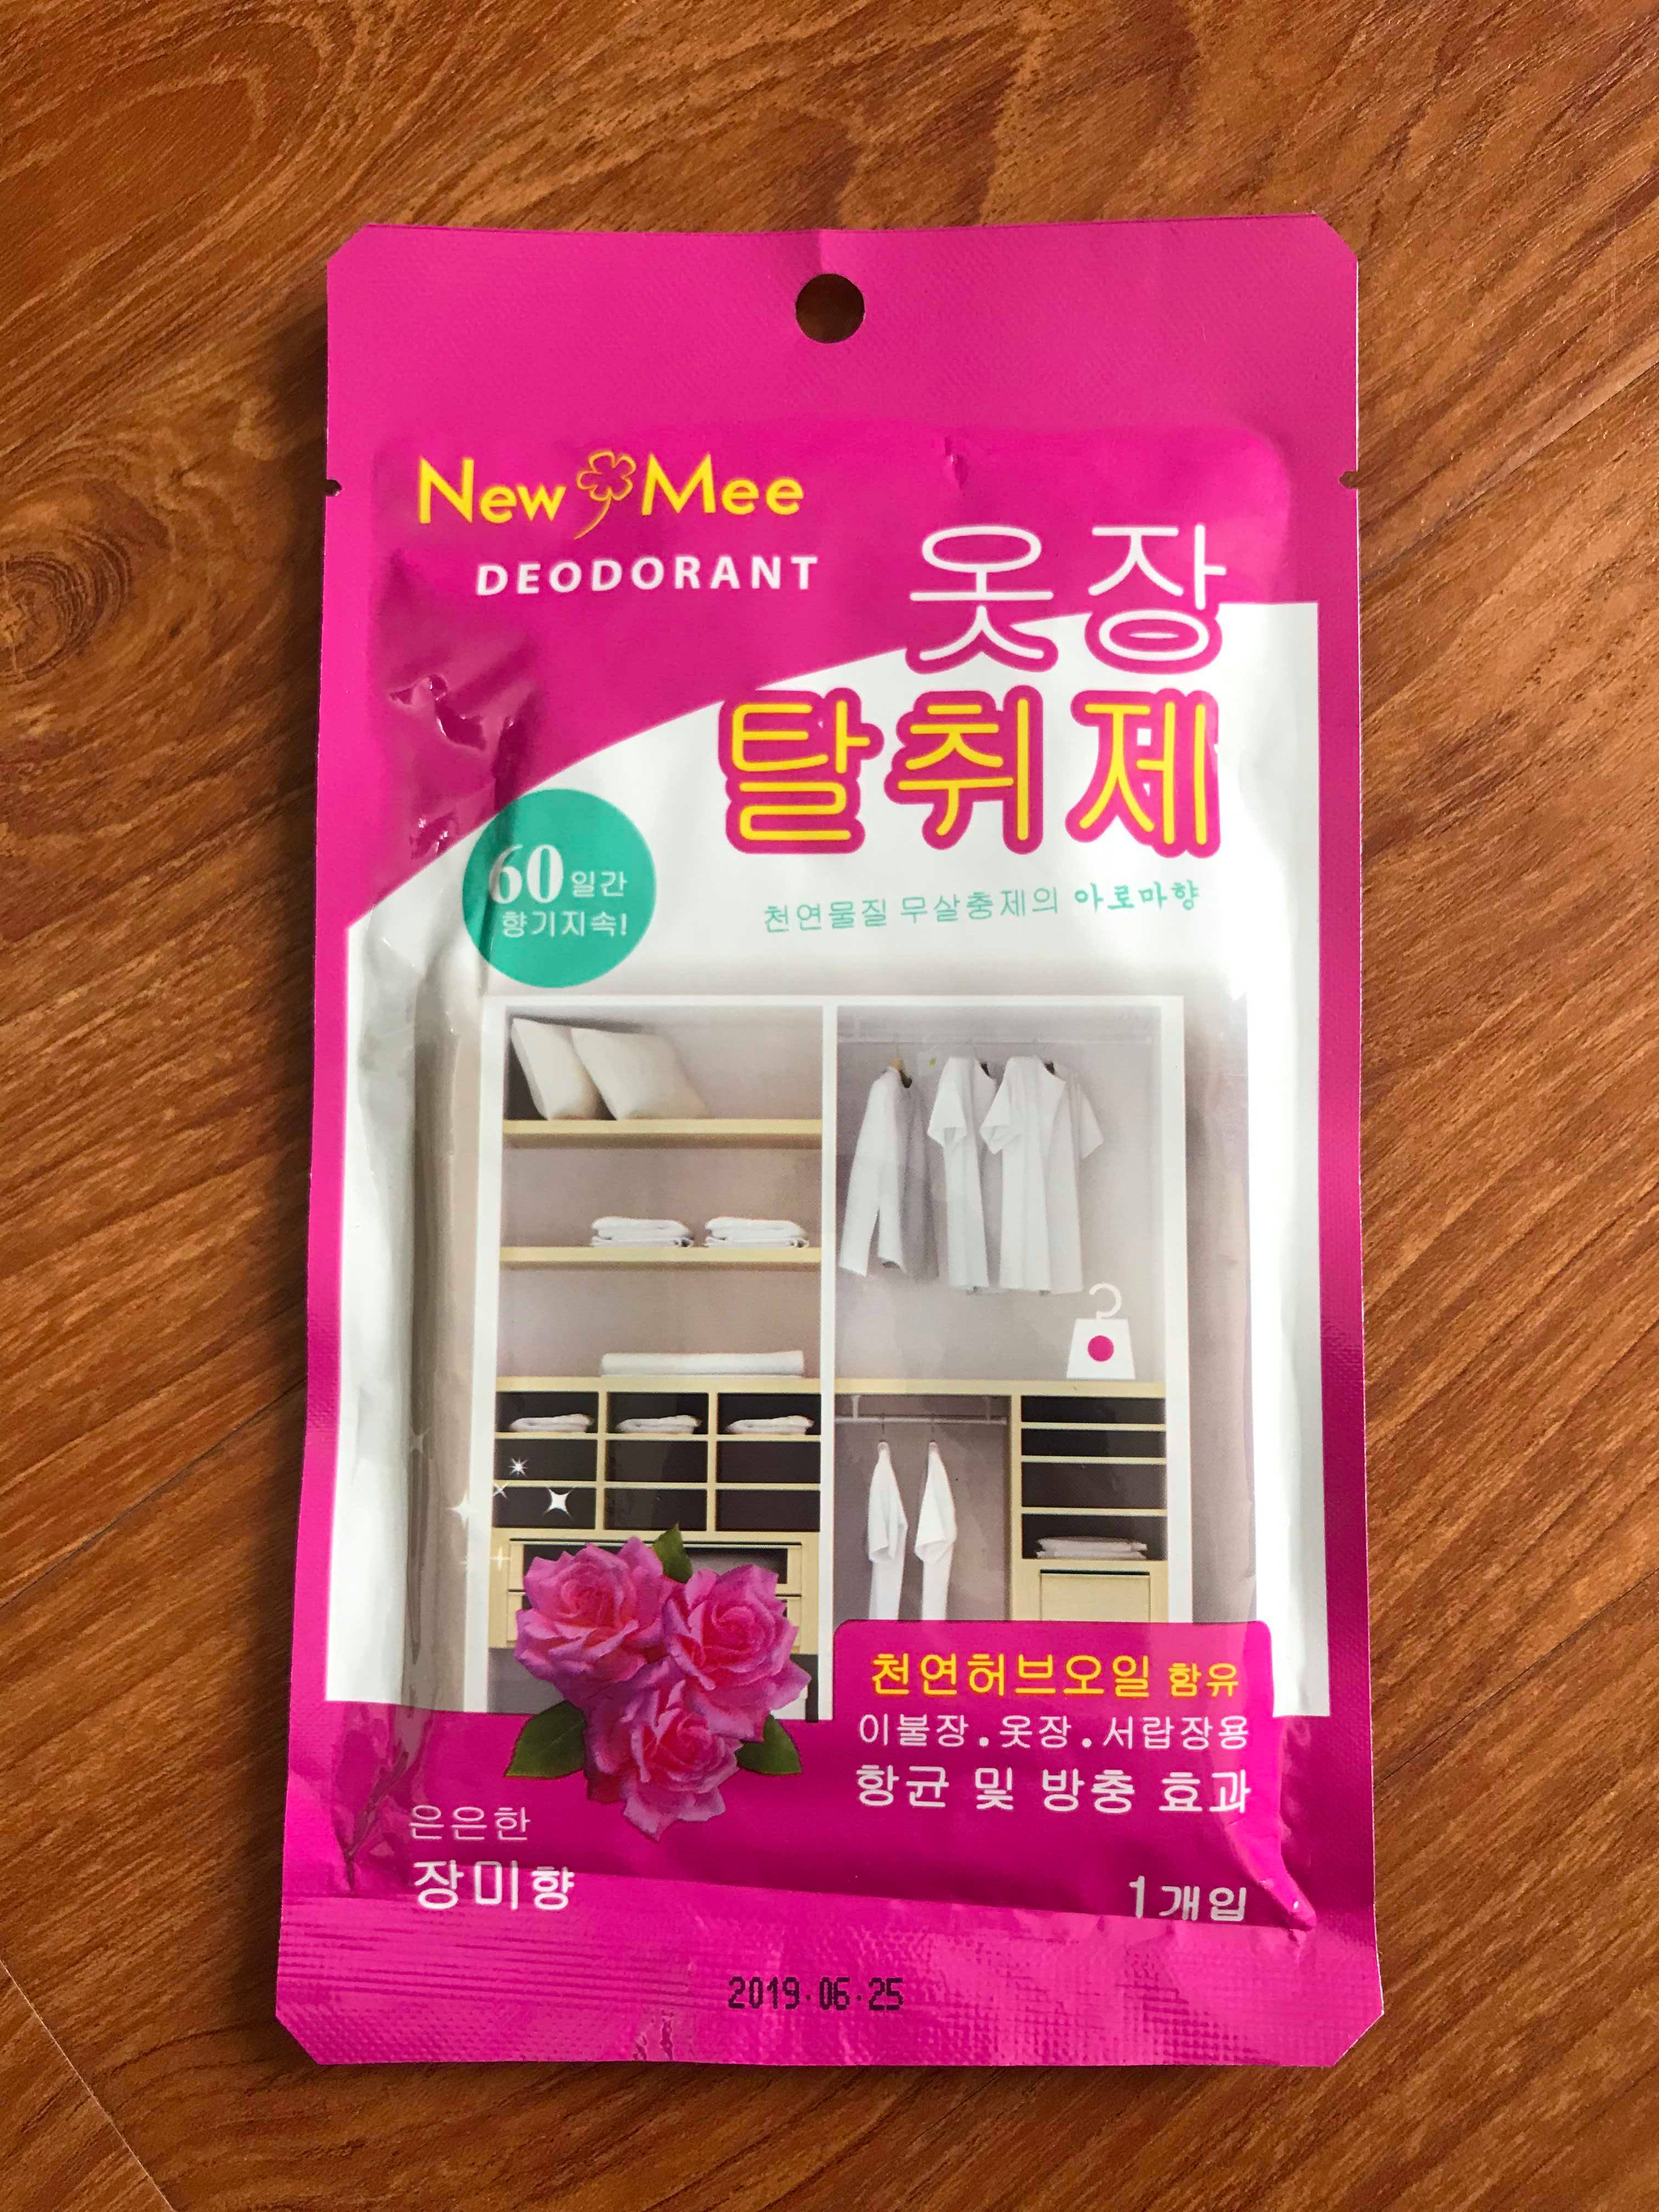 New Mee
DEODORANT
옷장
탈취제
60일간
향기지속!
천연물질 무살충제의 아로마향
천연허브오일 함유
이불장.옷장.서랍장용
항균 및 방충 효과
은은한
장미향
1개입
2019.06.25